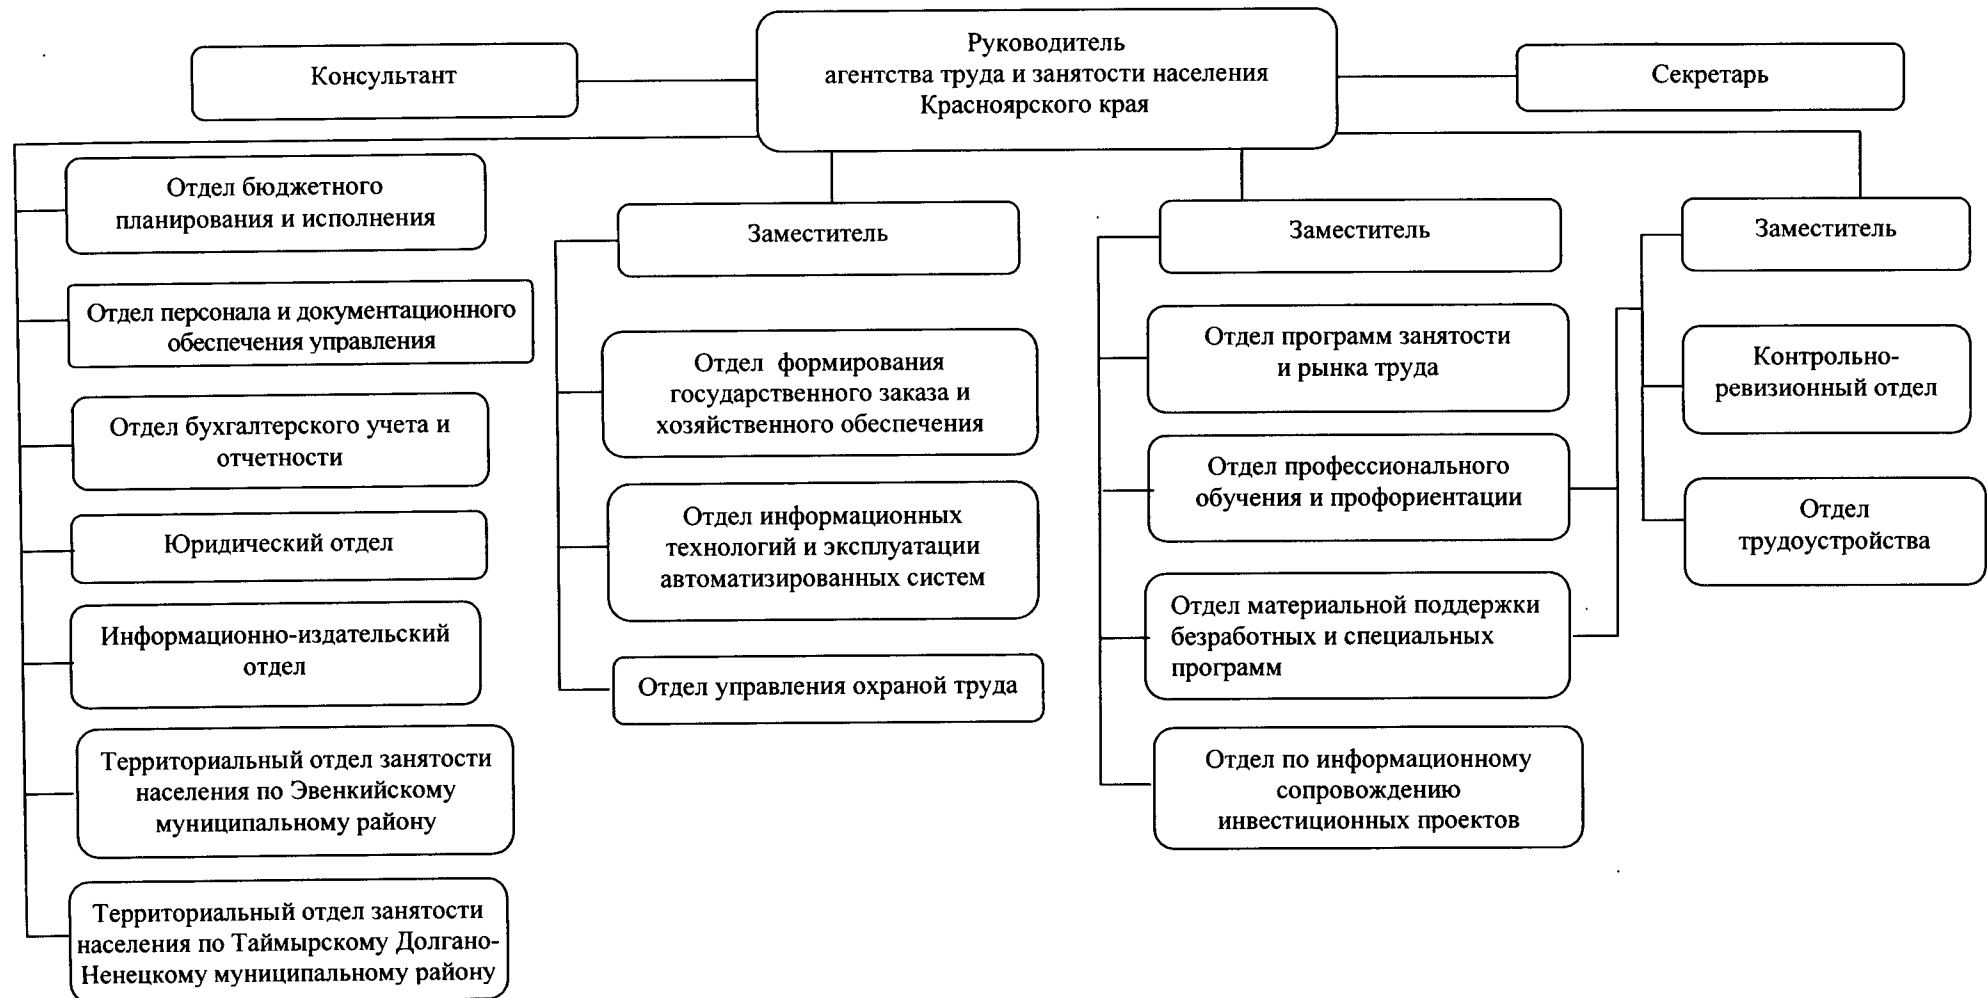 Руководитель
агентства труда и занятости населения
Красноярского края
Консультант
Секретарь
Отдел бюджетного
планирования и исполнения
Отдел персонала и документационного
обеспечения управления
Отдел бухгалтерского учета и
отчетности
Юридический отдел
Информационно-издательский
отдел
Территориальный отдел занятости
населения по Эвенкийскому
муниципальному району
Территориальный отдел занятости
населения по Таймырскому Долгано-
Ненецкому муниципальному району
Заместитель
Отдел формирования
государственного заказа и
хозяйственного обеспечения
Отдел информационных
технологий и эксплуатации
автоматизированных систем
Отдел управления охраной труда
Заместитель
Отдел программ занятости
и рынка труда
Отдел профессионального
обучения и профориентации
Отдел материальной поддержки
безработных и специальных
программ
Отдел по информационному
сопровождению
инвестиционных проектов
Заместитель
Контрольно-
ревизионный отдел
Отдел
трудоустройства